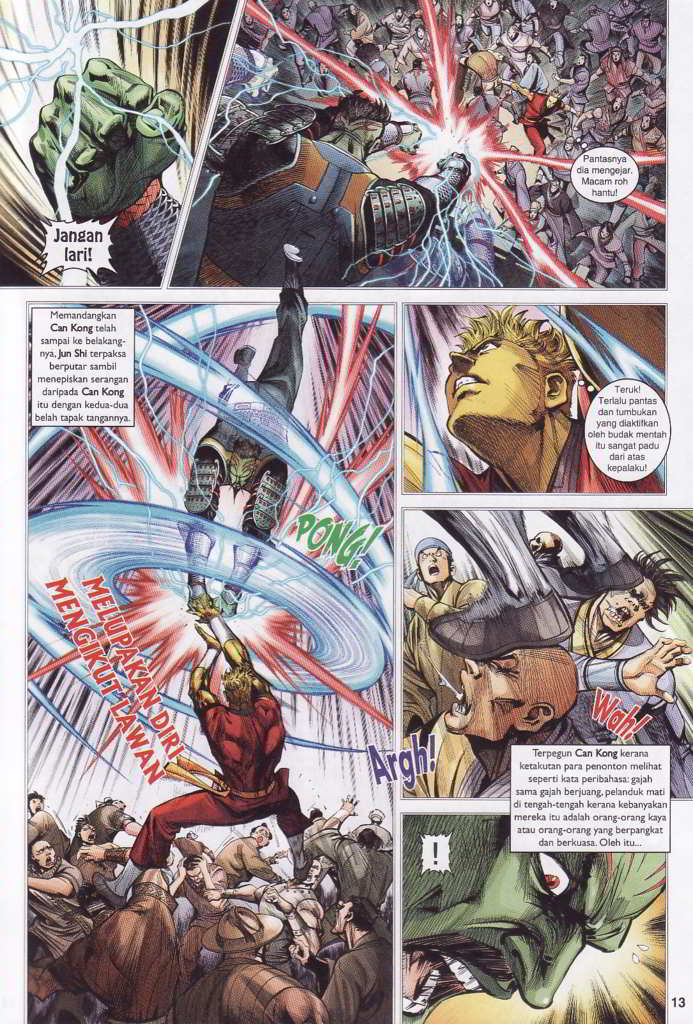 Jangan
lari!
Pantasnya
dia mengejar.
Macam roh
hantu!
Memandangkan
Can Kong telah
sampai ke belakang-
nya, Jun Shi terpaksa
berputar sambil
menepiskan serangan
daripada Can Kong
itu dengan kedua-dua
belah tapak tangannya.
PONG!
MELUPAKAN DIRI
MENGIKUT LAWAN
Teruk!
Terlalu pantas
dan tumbukan
yang diaktifkan
oleh budak mentah
itu sangat padu
dari atas
kepalaku!
Argh!
Wah!
Terpegun Can Kong kerana
ketakutan para penonton melihat
seperti kata peribahasa: gajah
sama gajah berjuang, pelanduk mati
di tengah-tengah kerana kebanyakan
mereka itu adalah orang-orang kaya
atau orang-orang yang berpangkat
dan berkuasa. Oleh itu...
!
13